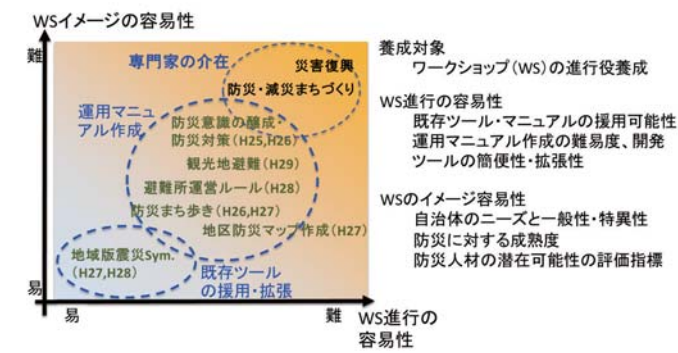 WSイメージの容易性
難
専門家の介在
災害復興
防災・減災まちづくり
運用マニュ
アル作成
防災意識の醸成・
防災対策(H25,H26)
観光地避難(H29)
避難所運営ルール(H28)
防災まち歩き(H26,H27)
地区防災マップ作成(H27)
地域版震災Sym.
(H27,H28)
既存ツール
の援用・拡張
易
易
難
WS進行の
容易性
養成対象
ワークショップ(WS)の進行役養成
WS進行の容易性
既存ツール・マニュアルの援用可能性
運用マニュアル作成の難易度、開発
ツールの簡便性・拡張性
WSのイメージ容易性
自治体のニーズと一般性・特異性
防災に対する成熟度
防災人材の潜在可能性の評価指標